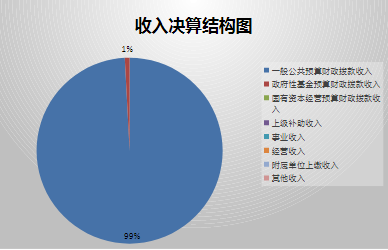 收入决算结构图
1%
99%
一般公共预算财政拨款收入
政府性基金预算财政拨款收入
国有资本经营预算财政拨款收
入
上级补助收入
事业收入
经营收入
附属单位上缴收入
其他收入